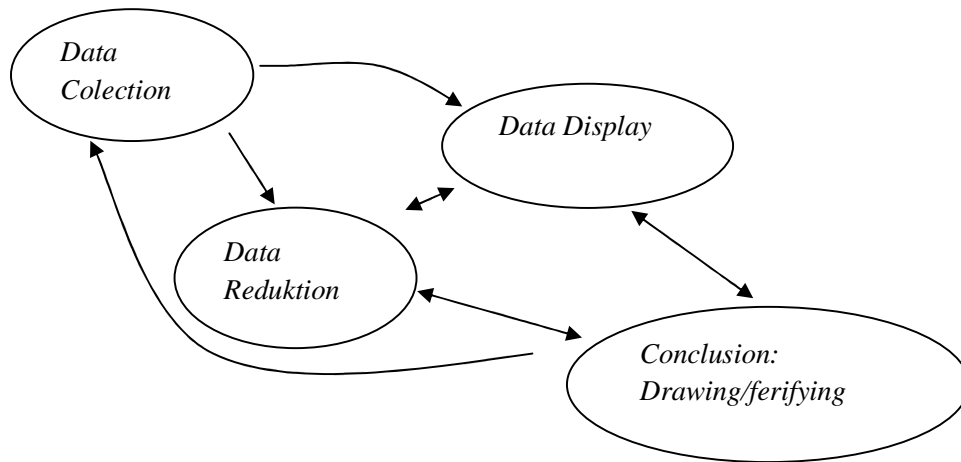 Data
Colection
Data Display
Data
Reduktion
Conclusion:
Drawing/ferifying